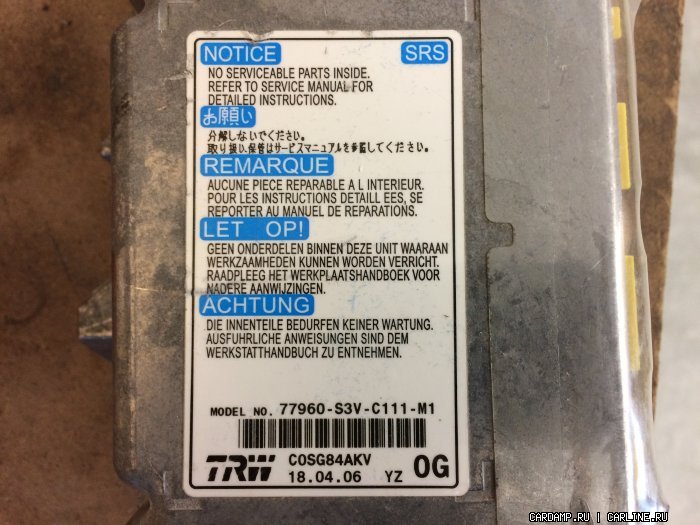 NOTICE SRS
NO SERVICEABLE PARTS INSIDE.
REFER TO SERVICE MANUAL FOR
DETAILED INSTRUCTIONS.
お願い
分解しないでください。
取り扱い、保管はサービスマニュアルを参照してください。
REMARQUE
AUCUNE PIECE REPARABLE A L INTERIEUR.
POUR LES INSTRUCTIONS DETAILL EES, SE
REPORTER AU MANUEL DE REPARATIONS.
LET OP!
GEEN ONDERDELEN BINNEN DEZE UNIT WAARAAN
WERKZAAMHEDEN KUNNEN WORDEN VERRICHT.
RAADPLEEG HET WERKPLAATSHANDBOEK VOOR
NADERE AANWIJZINGEN.
ACHTUNG
DIE INNENTEILE BEDURFEN KEINER WARTUNG.
AUSFUHRLICHE ANWEISUNGEN SIND DEM
WERKSTATTHANDBUCH ZU ENTNEHMEN.
MODEL NO. 77960-S3V-C111-M1
TRW C0SG84AKV
18.04.06 YZ 0G
CARDAMP.RU | CARLINE.RU